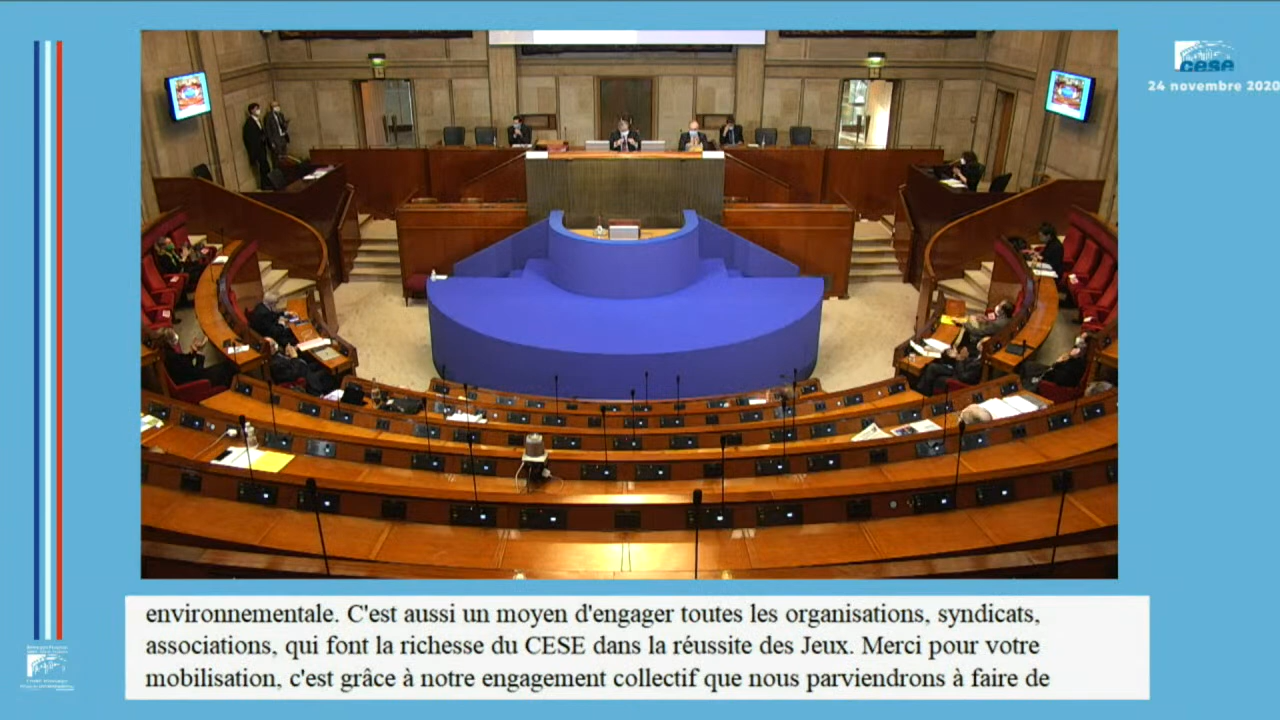 cese
24 novembre 2020
environnementale. C'est aussi un moyen d'engager toutes les organisations, syndicats,
associations, qui font la richesse du CESE dans la réussite des Jeux. Merci pour votre
mobilisation, c'est grâce à notre engagement collectif que nous parviendrons à faire de